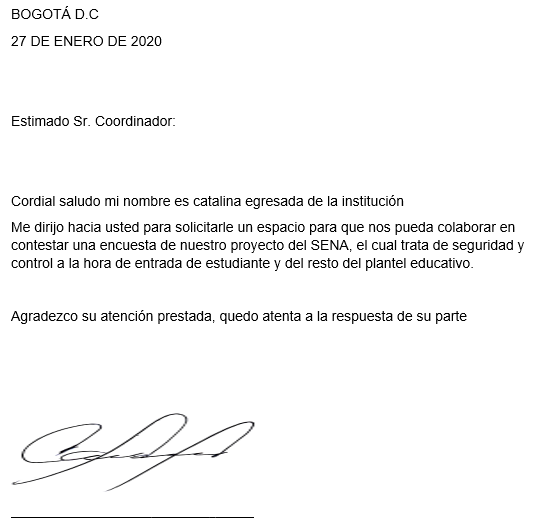 BOGOTÁ D.C
27 DE ENERO DE 2020
Estimado Sr. Coordinador:
Cordial saludo mi nombre es catalina egresada de la institución
Me dirijo hacia usted para solicitarle un espacio para que nos pueda colaborar en
contestar una encuesta de nuestro proyecto del SENA, el cual trata de seguridad y
control a la hora de entrada de estudiante y del resto del plantel educativo.
Agradezco su atención prestada, quedo atenta a la respuesta de su parte